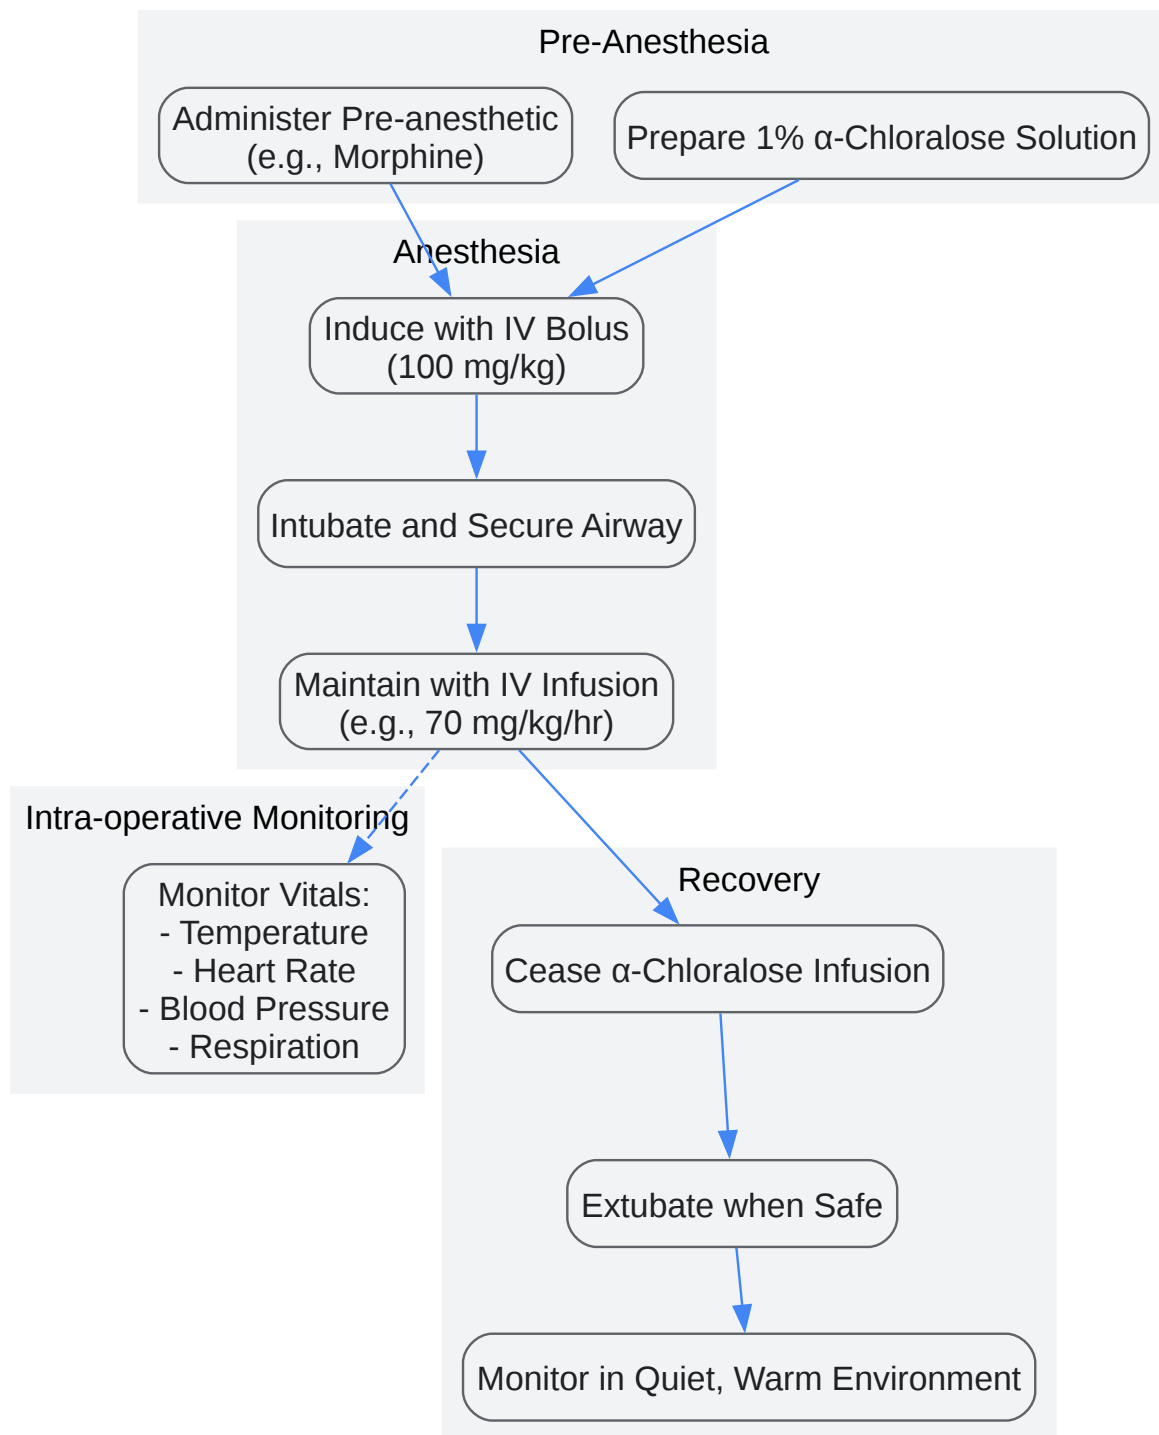 Pre-Anesthesia
Administer Pre-anesthetic
(e.g., Morphine)
Prepare 1% α-Chloralose Solution
Anesthesia
Induce with IV Bolus
(100 mg/kg)
Intubate and Secure Airway
Maintain with IV Infusion
(e.g., 70 mg/kg/hr)
Intra-operative Monitoring
Monitor Vitals:
- Temperature
- Heart Rate
- Blood Pressure
- Respiration
Recovery
Cease α-Chloralose Infusion
Extubate when Safe
Monitor in Quiet, Warm Environment